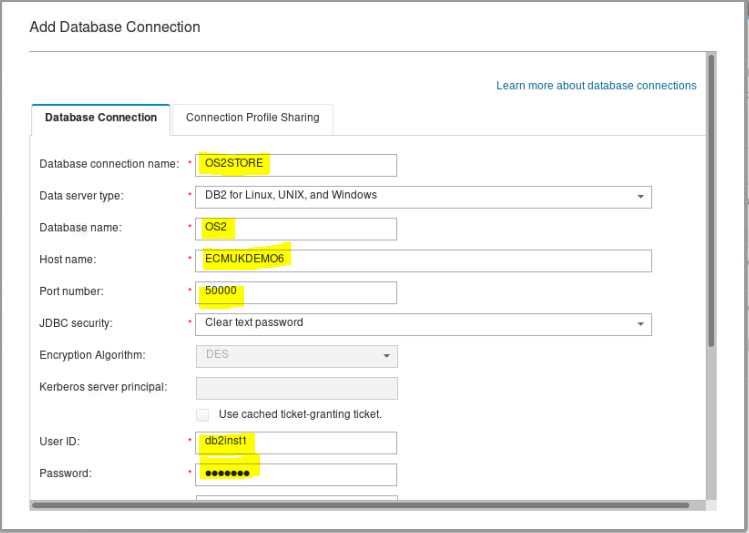 Add Database Connection
Learn more about database connections
Database Connection Connection Profile Sharing
Database connection name: * OS2STORE
Data server type: * DB2 for Linux, UNIX, and Windows
Database name: * OS2
Host name: * ECMUKDEMO6
Port number: * 50000
JDBC security: * Clear text password
Encryption Algorithm: DES
Kerberos server principal:
Use cached ticket-granting ticket.
User ID: * db2inst1
Password: * ●●●●●●●